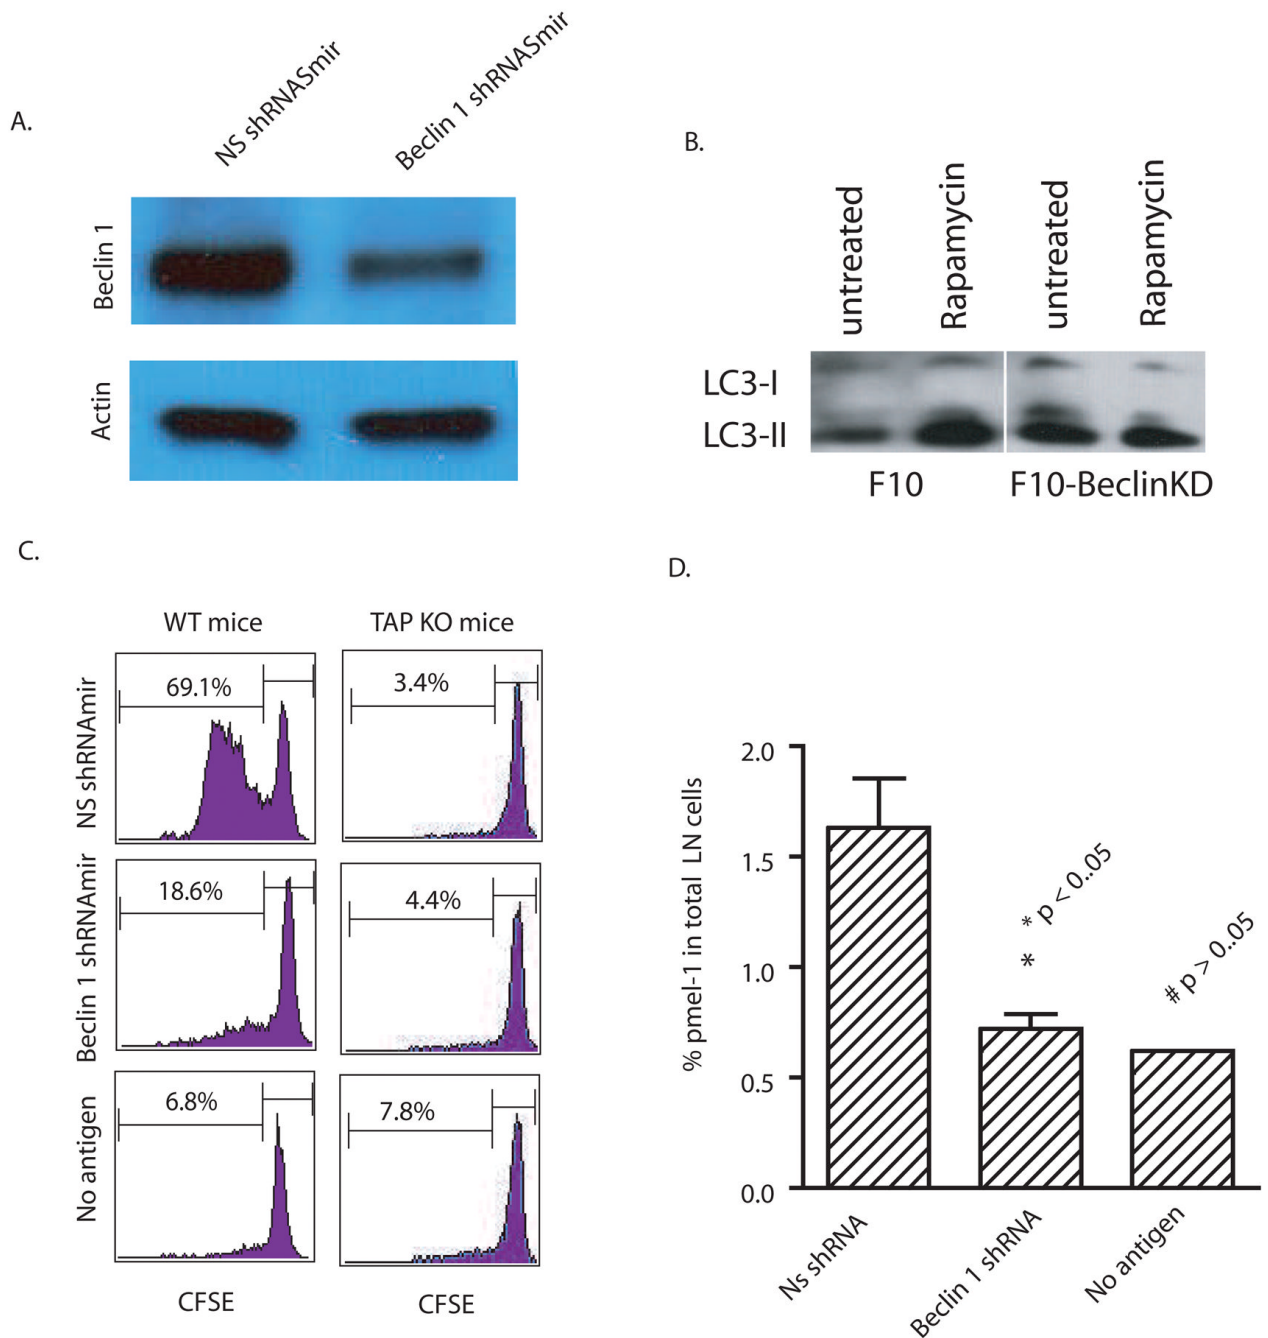 A.
NS shRNASmir
Beclin 1 shRNASmir
Beclin 1
Actin
B.
untreated
Rapamycin
untreated
Rapamycin
LC3-I
LC3-II
F10
F10-BeclinKD
C.
WT mice
TAP KO mice
NS shRNAmir
69.1%
3.4%
Beclin 1 shRNAmir
18.6%
4.4%
No antigen
6.8%
7.8%
CFSE
CFSE
D.
% pmel-1 in total LN cells
2.0
1.5
1.0
0.5
0.0
* p < 0.05
*
# p > 0..05
Ns shRNA
Beclin 1 shRNA
No antigen